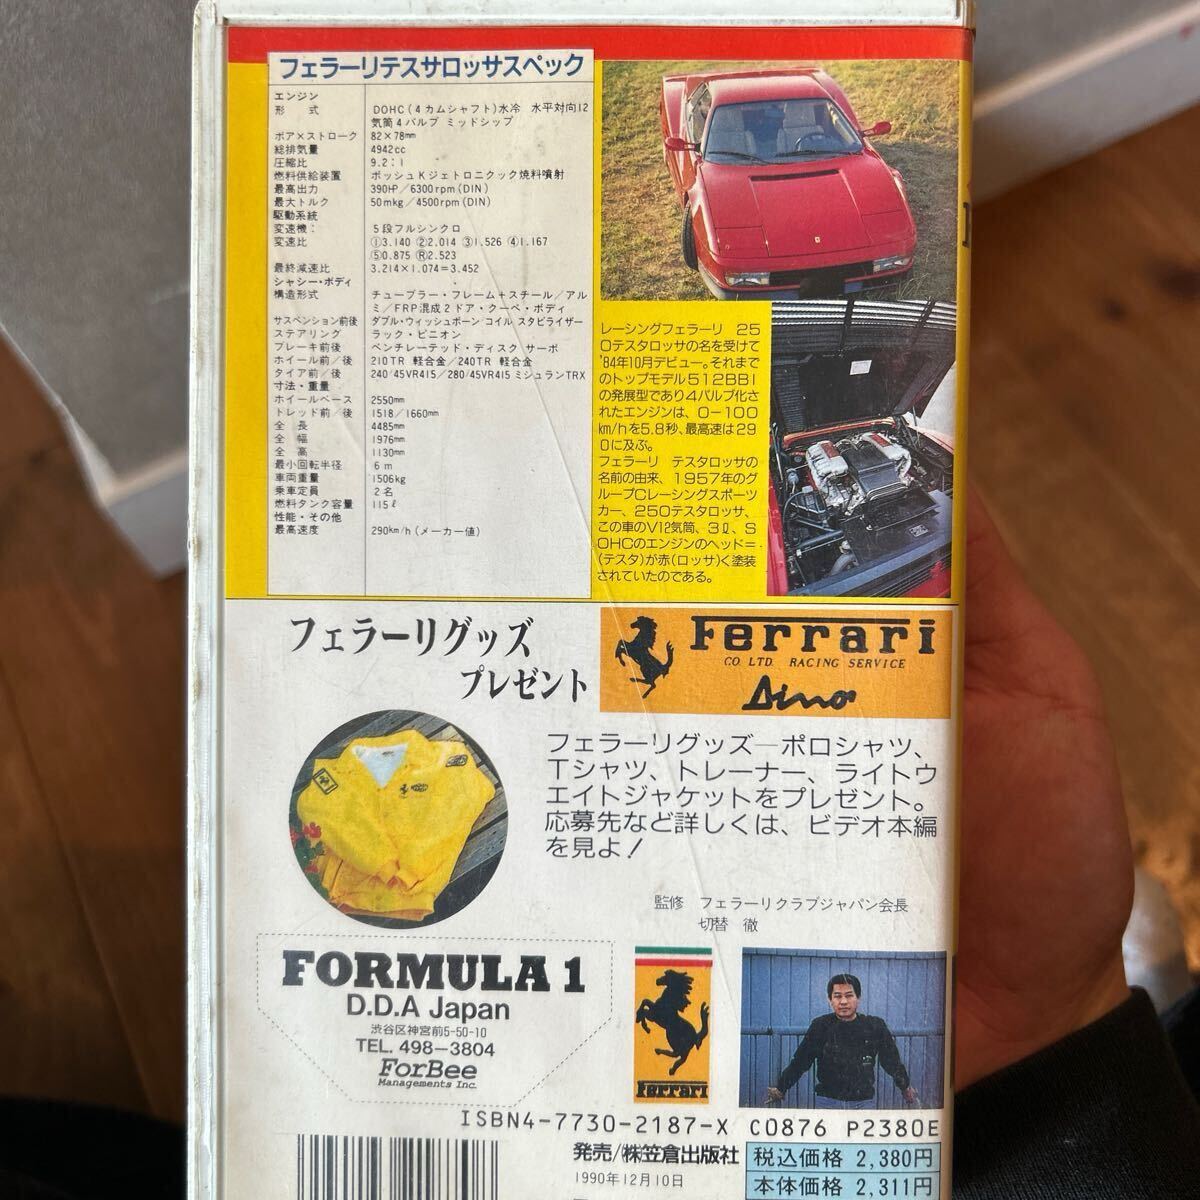 フェラーリテスサロッサスペック
エンジン
形　式　DOHC(4カムシャフト)水冷　水平対向12
気筒4バルブ ミッドシップ
ボア×ストローク　82×78mm
総排気量　4942cc
圧縮比　9.2:1
燃料供給装置　ボッシュKジェトロニクック燒料噴射
最高出力　390HP/6300rpm(DIN)
最大トルク　50mkg/4500rpm(DIN)
駆動系統
変速機:　5段フルシンクロ
変速比　①3.140 ②2.014 ③1.526 ④1.167
⑤0.875 Ⓡ2.523
最終減速比　3.214×1.074=3.452
シャシー・ボディ
構造形式　チューブラー・フレーム+スチール/アル
ミ/FRP混成2ドア・クーペ・ボディ
サスペンション前後　ダブル・ウィッシュボーン コイル スタビライザー
ステアリング　ラック・ピニオン
ブレーキ前後　ベンチレーテッド・ディスク サーボ
ホイール前/後　210TR 軽合金/240TR 軽合金
タイア前/後　240/45VR415/280/45VR415ミシュランTRX
寸法・重量
ホイールベース　2550mm
トレッド前/後　1518/1660mm
全　長　4485mm
全　幅　1976mm
全　高　1130mm
最小回転半径　6m
車両重量　1506kg
乗車定員　2名
燃料タンク容量　115ℓ
性能・その他
最高速度　290km/h(メーカー値)
レーシングフェラーリ　25
0テスタロッサの名を受けて
'84年10月デビュー。それまで
のトップモデル512BBI
の発展型であり4バルブ化さ
れたエンジンは、0―100
km/hを5.8秒、最高速は29
0に及ぶ。
フェラーリ　テスタロッサの
名前の由来、1957年のグ
ループCレーシングスポーツ
カー、250テスタロッサ、
この車のV12気筒、3ℓ、S
OHCのエンジンのヘッド=
(テスタ)が赤(ロッサ)く塗装
されていたのである。
フェラーリグッズ
プレゼント
Ferrari
CO. LTD. RACING SERVICE
Dino
フェラーリグッズ―ポロシャツ、
Tシャツ、トレーナー、ライトウ
エイトジャケットをプレゼント。
応募先など詳しくは、ビデオ本編
を見よ!
監修　フェラーリクラブジャパン会長
切替　徹
FORMULA 1
D.D.A Japan
渋谷区神宮前5-50-10
TEL. 498―3804
ForBee
Managements Inc.
Ferrari
ISBN4-7730-2187-X C0876 P2380E
発売/㈱笠倉出版社
1990年12月10日
税込価格 2,380円
本体価格 2,311円